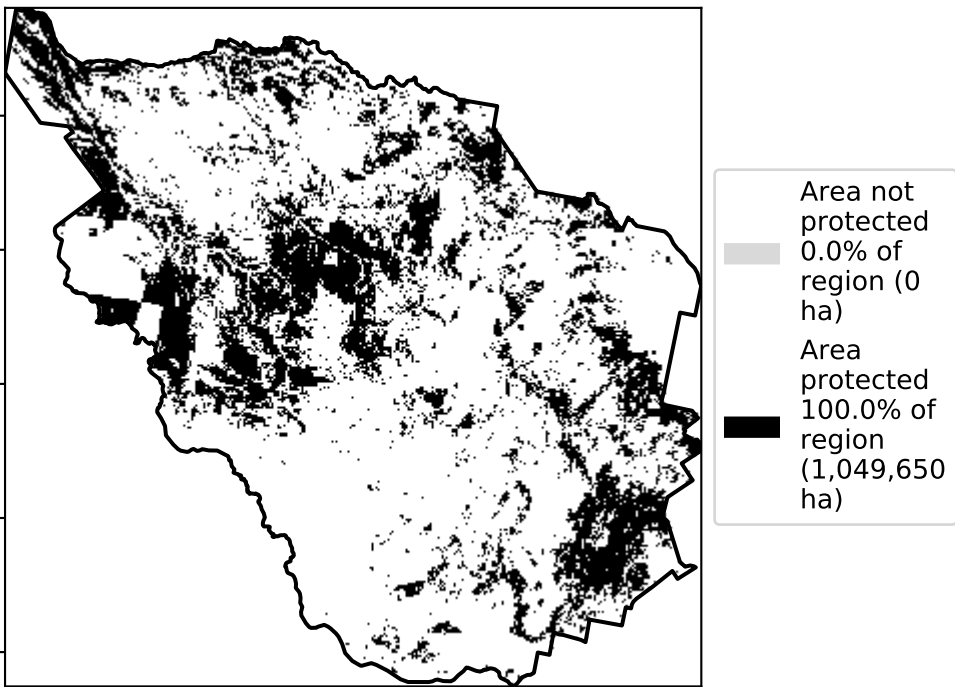 Area not
protected
0.0% of
region (0
ha)
Area
protected
100.0% of
region
(1,049,650
ha)